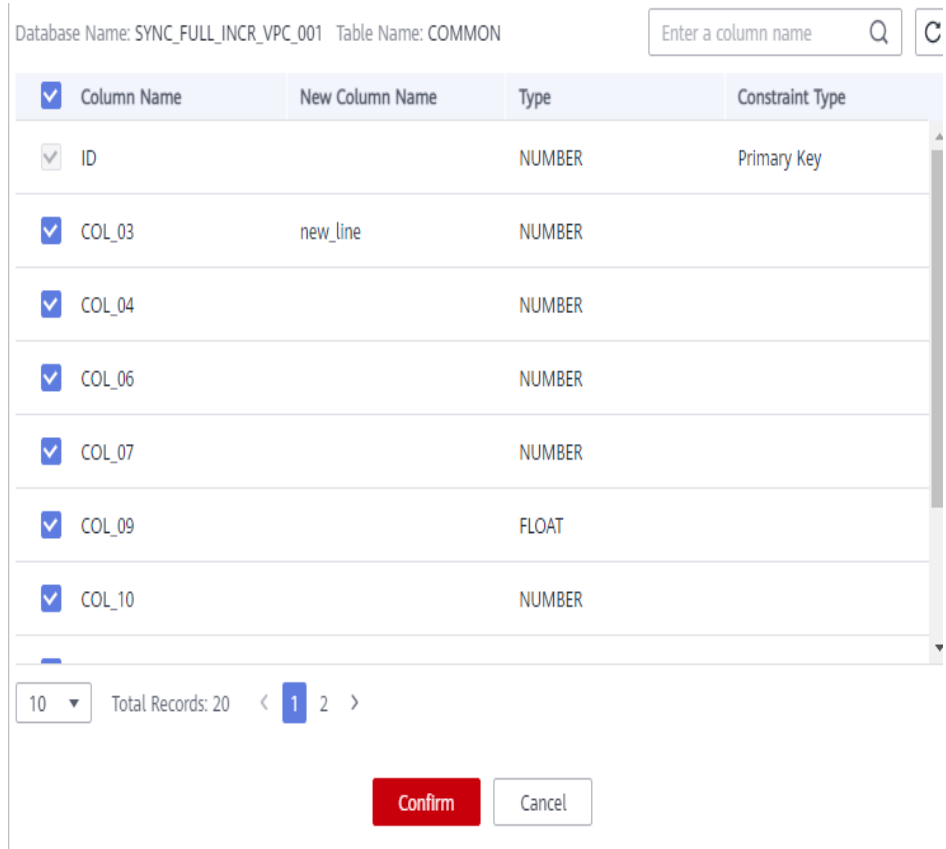 Database Name: SYNC_FULL_INCR_VPC_001 Table Name: COMMON Enter a column name
Column Name New Column Name Type Constraint Type
ID NUMBER Primary Key
COL_03 new_line NUMBER
COL_04 NUMBER
COL_06 NUMBER
COL_07 NUMBER
COL_09 FLOAT
COL_10 NUMBER
10 Total Records: 20 < 1 2 >
Confirm Cancel